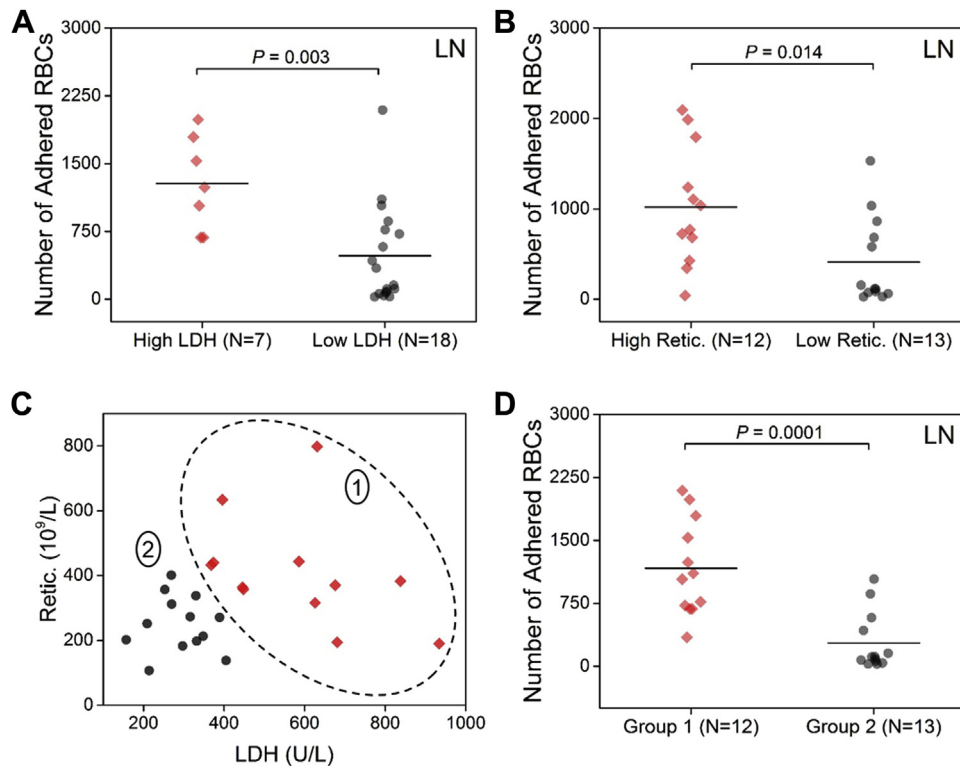 A
LN
P = 0.003
Number of Adhered RBCs
3000
2250
1500
750
0
High LDH (N=7)
Low LDH (N=18)
B
LN
P = 0.014
Number of Adhered RBCs
3000
2000
1000
0
High Retic. (N=12)
Low Retic. (N=13)
C
Retic. (10⁹/L)
800
600
400
200
0
1
2
200
400
600
800
1000
LDH (U/L)
D
LN
P = 0.0001
Number of Adhered RBCs
3000
2250
1500
750
0
Group 1 (N=12)
Group 2 (N=13)